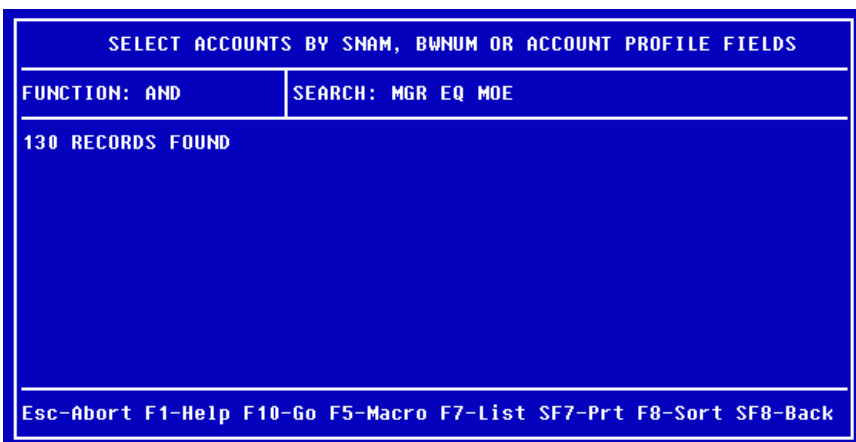 SELECT ACCOUNTS BY SNAM, BWNUM OR ACCOUNT PROFILE FIELDS
FUNCTION: AND SEARCH: MGR EQ MOE
130 RECORDS FOUND
Esc-Abort F1-Help F10-Go F5-Macro F7-List SF7-Prt F8-Sort SF8-Back